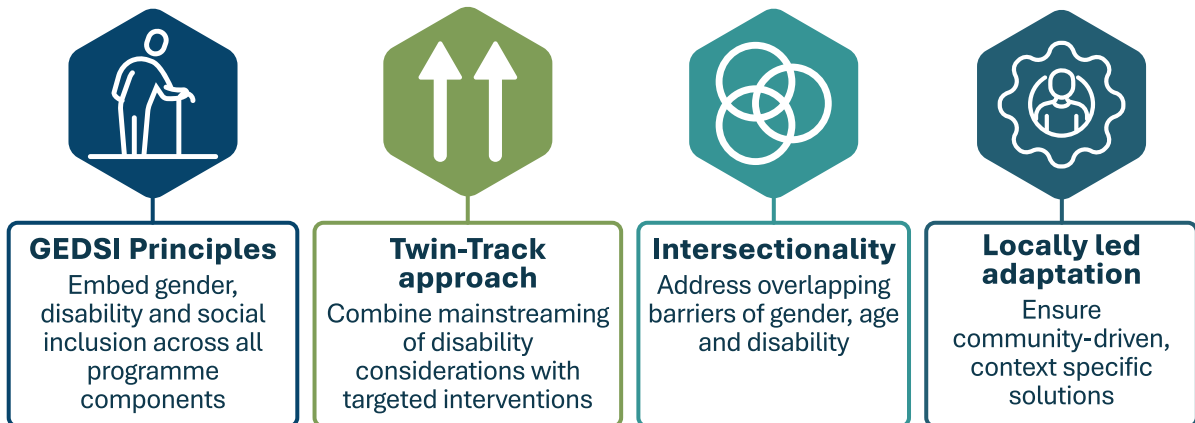 GEDSI Principles
Embed gender,
disability and social
inclusion across all
programme
components
Twin-Track
approach
Combine mainstreaming
of disability
considerations with
targeted interventions
Intersectionality
Address overlapping
barriers of gender, age
and disability
Locally led
adaptation
Ensure
community-driven,
context specific
solutions